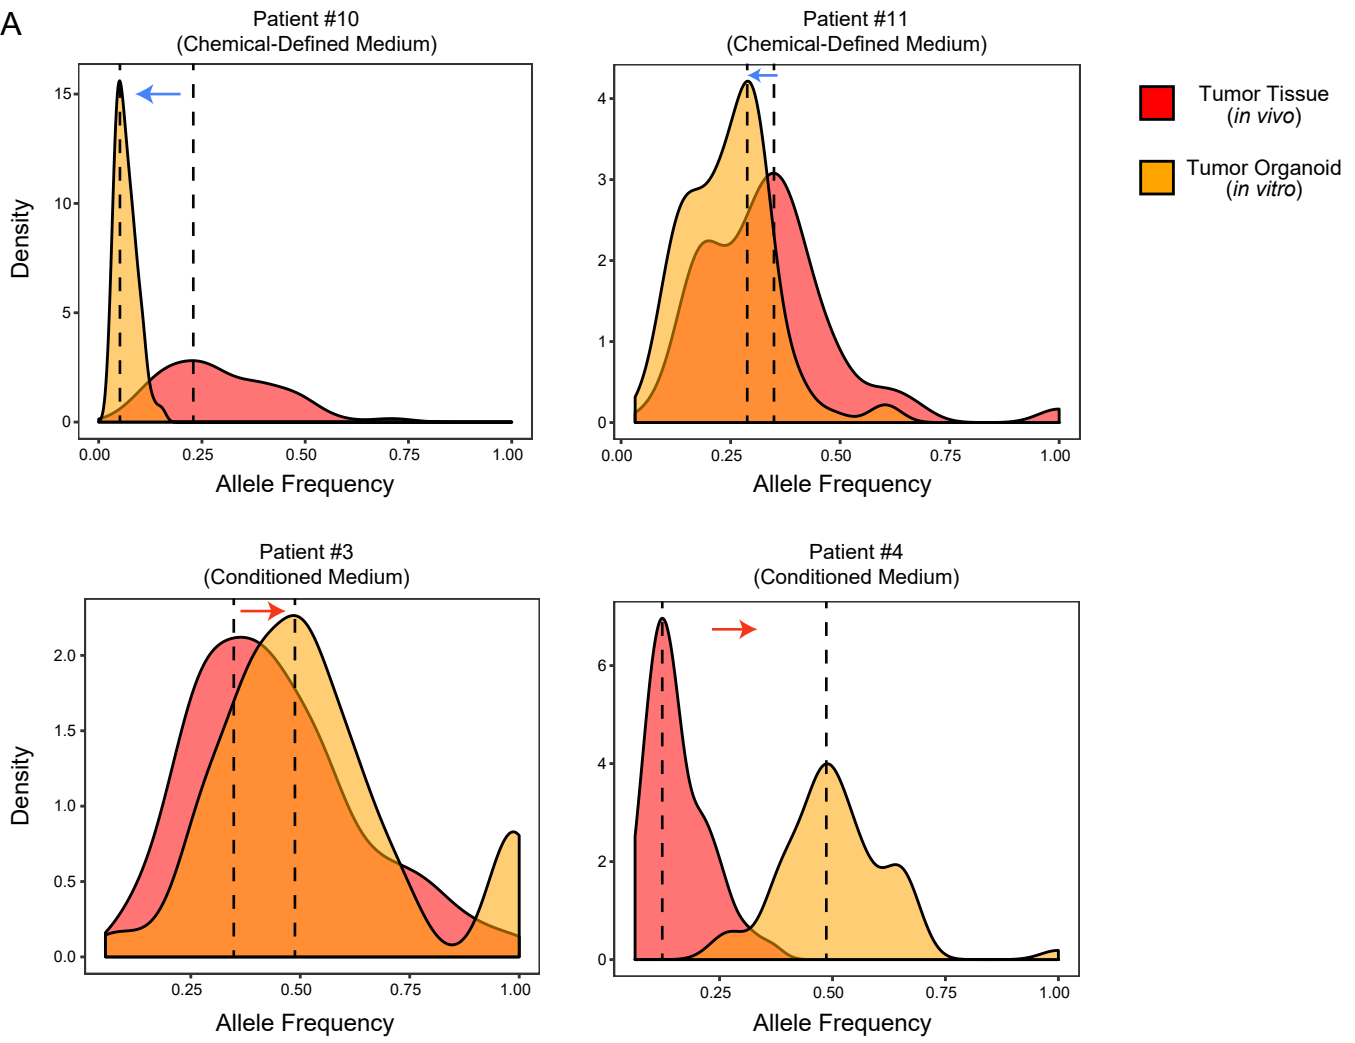 A
Patient #10
(Chemical-Defined Medium)
Density
15
10
5
0
0.00
0.25
0.50
0.75
1.00
Allele Frequency
Patient #11
(Chemical-Defined Medium)
4
3
2
1
0
0.00
0.25
0.50
0.75
1.00
Allele Frequency
Tumor Tissue
(in vivo)
Tumor Organoid
(in vitro)
Patient #3
(Conditioned Medium)
Density
2.0
1.5
1.0
0.5
0.0
0.25
0.50
0.75
1.00
Allele Frequency
Patient #4
(Conditioned Medium)
6
4
2
0
0.25
0.50
0.75
1.00
Allele Frequency